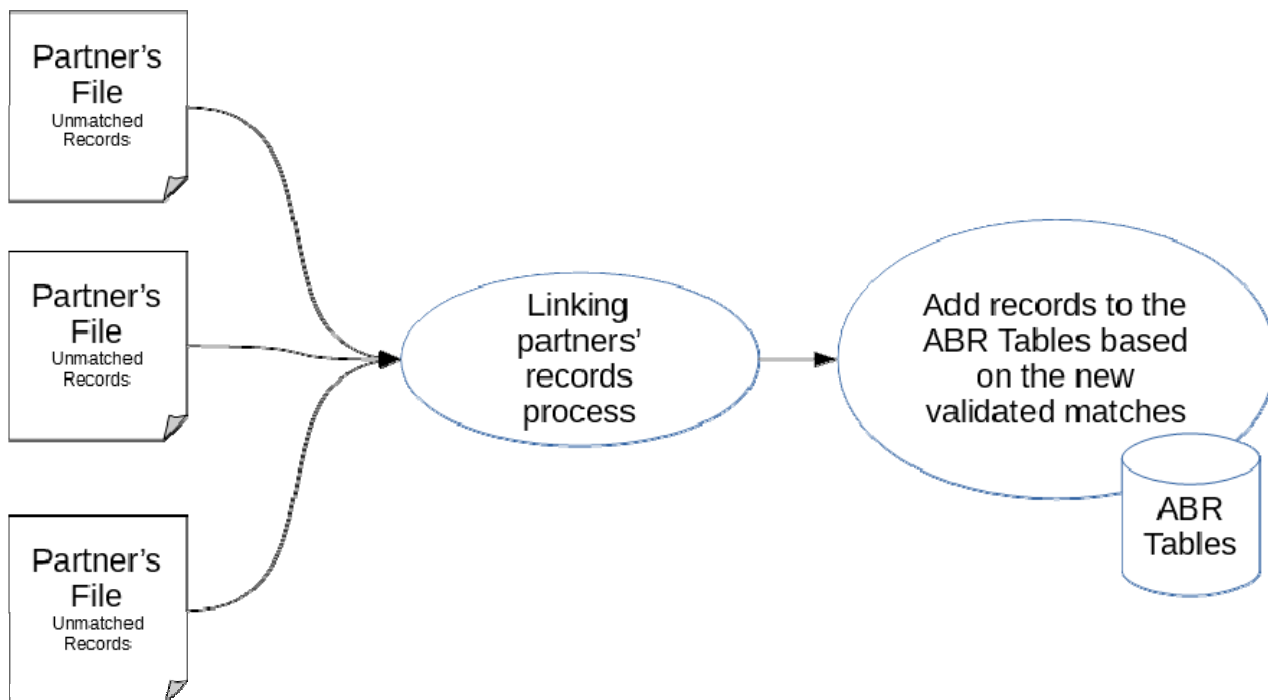 Partner’s
File
Unmatched
Records
Partner’s
File
Unmatched
Records
Partner’s
File
Unmatched
Records
Linking
partners’
records
process
Add records to the
ABR Tables based
on the new
validated matches
ABR
Tables